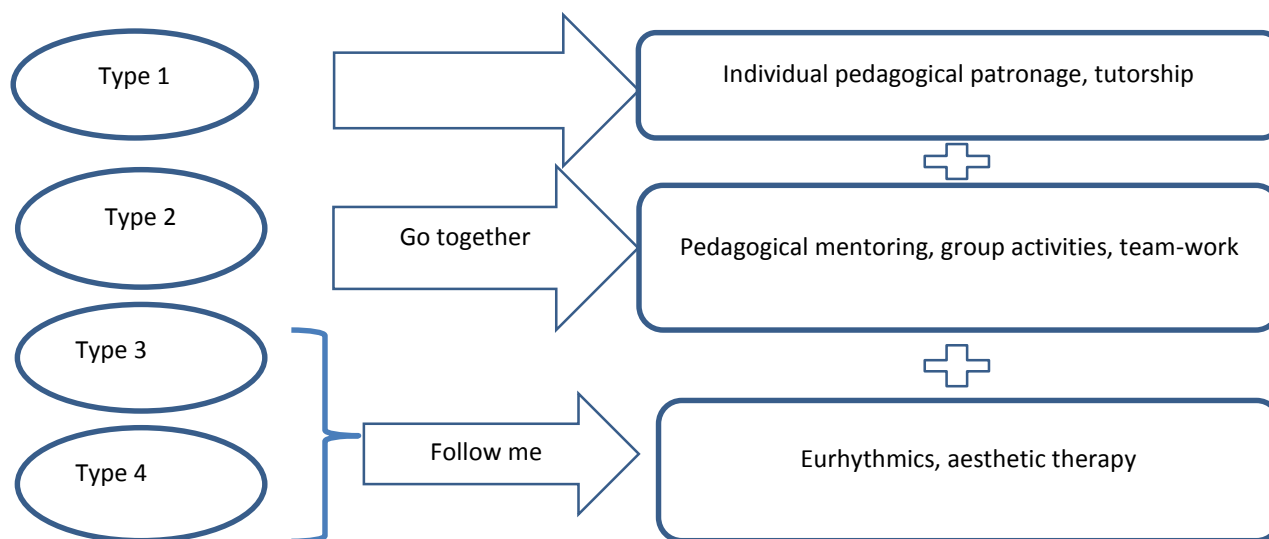 Type 1
Individual pedagogical patronage, tutorship
Type 2
Go together
Pedagogical mentoring, group activities, team-work
Type 3
Type 4
Follow me
Eurhythmics, aesthetic therapy